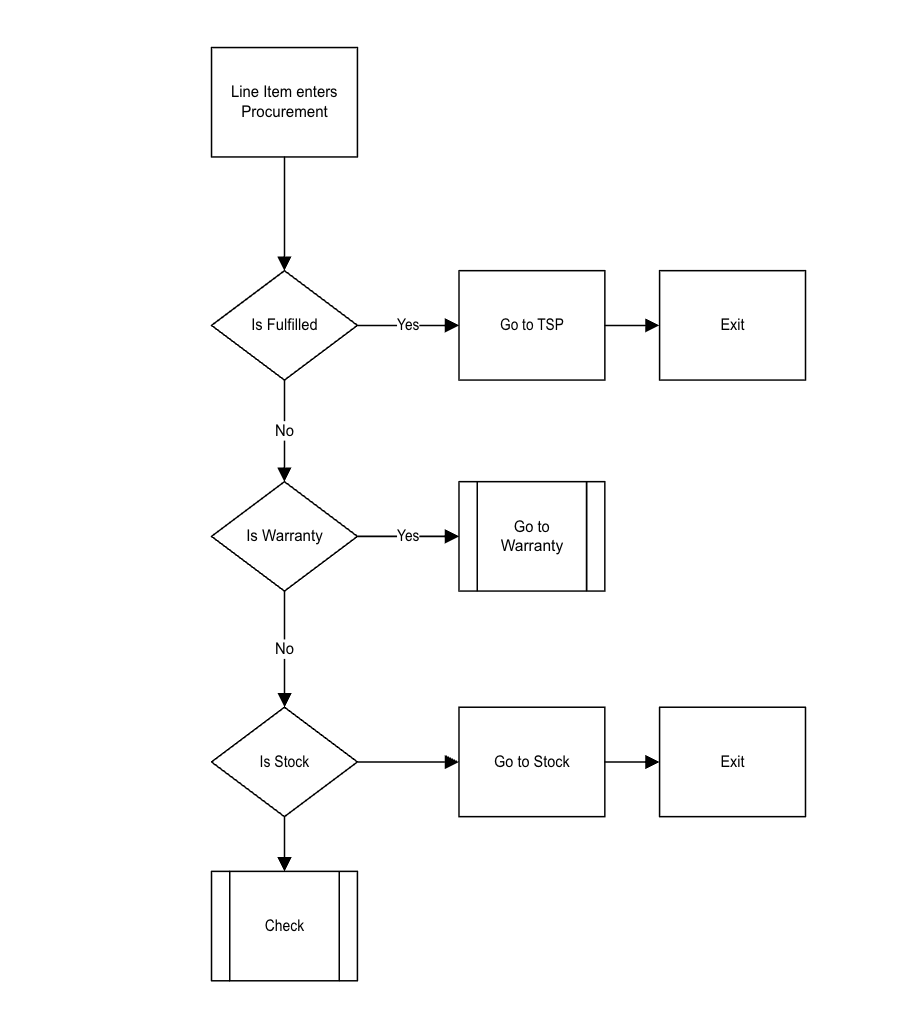 Line Item enters
Procurement
Is Fulfilled
Yes
Go to TSP
Exit
No
Is Warranty
Yes
Go to
Warranty
No
Is Stock
Go to Stock
Exit
Check